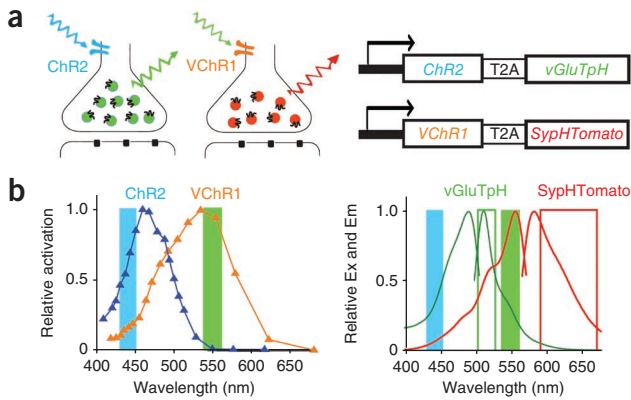 a
ChR2
VChR1
ChR2 T2A vGluTpH
VChR1 T2A SypHTomato
b
ChR2 VChR1
vGluTpH SypHTomato
Relative activation
1.0
0.5
0
400 450 500 550 600 650
Wavelength (nm)
Relative Ex and Em
1.0
0.5
0
400 450 500 550 600 650
Wavelength (nm)